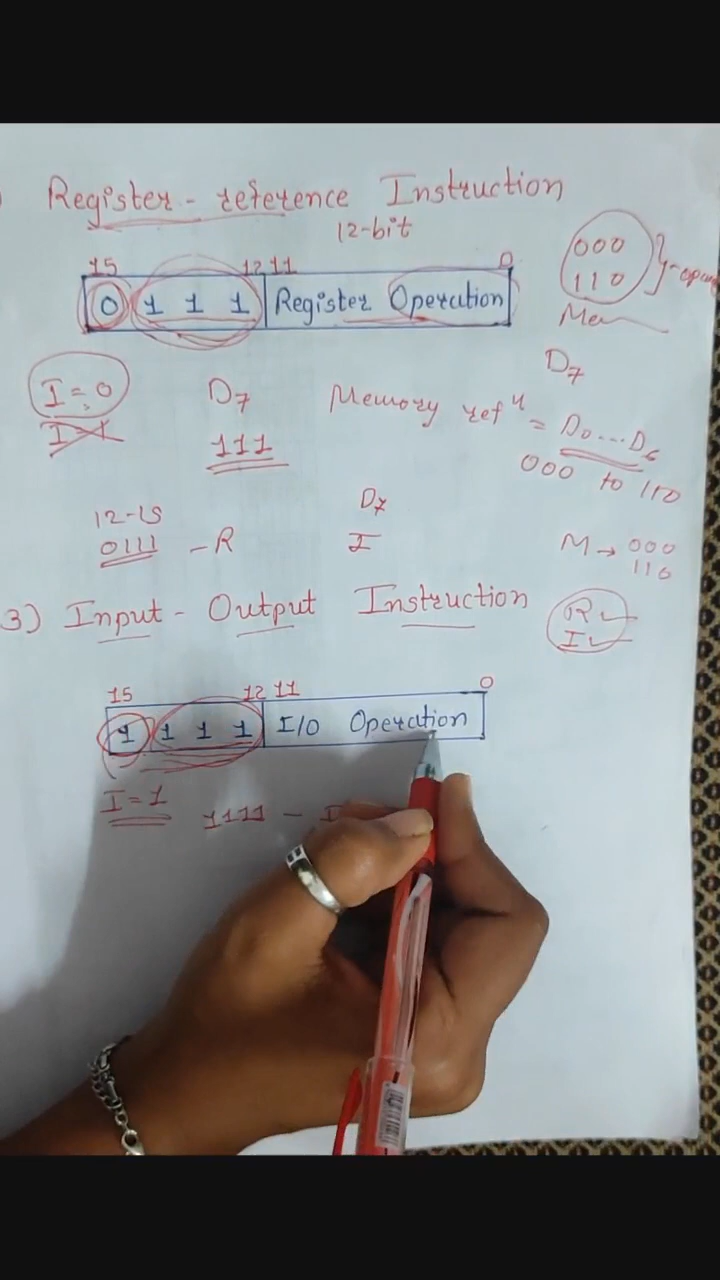 Register - reference Instruction
12-bit
15 12 11 0
0 1 1 1 Register Operation
000
110
I = 0 D7
D7
111
Memory ref = D0....D6
000 to 110
12-15
0111 - R
D7
I
M → 000
110
3) Input - Output Instruction
R
I
15 12 11 0
1 1 1 1 I/O Operation
I = 1 1111 - I